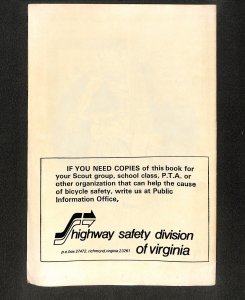 IF YOU NEED COPIES of this book for
your Scout group, school class, P.T.A. or
other organization that can help the cause
of bicycle safety, write us at Public
Information Office,
highway safety division
of virginia
p.o. box 27472, richmond, virginia 23261